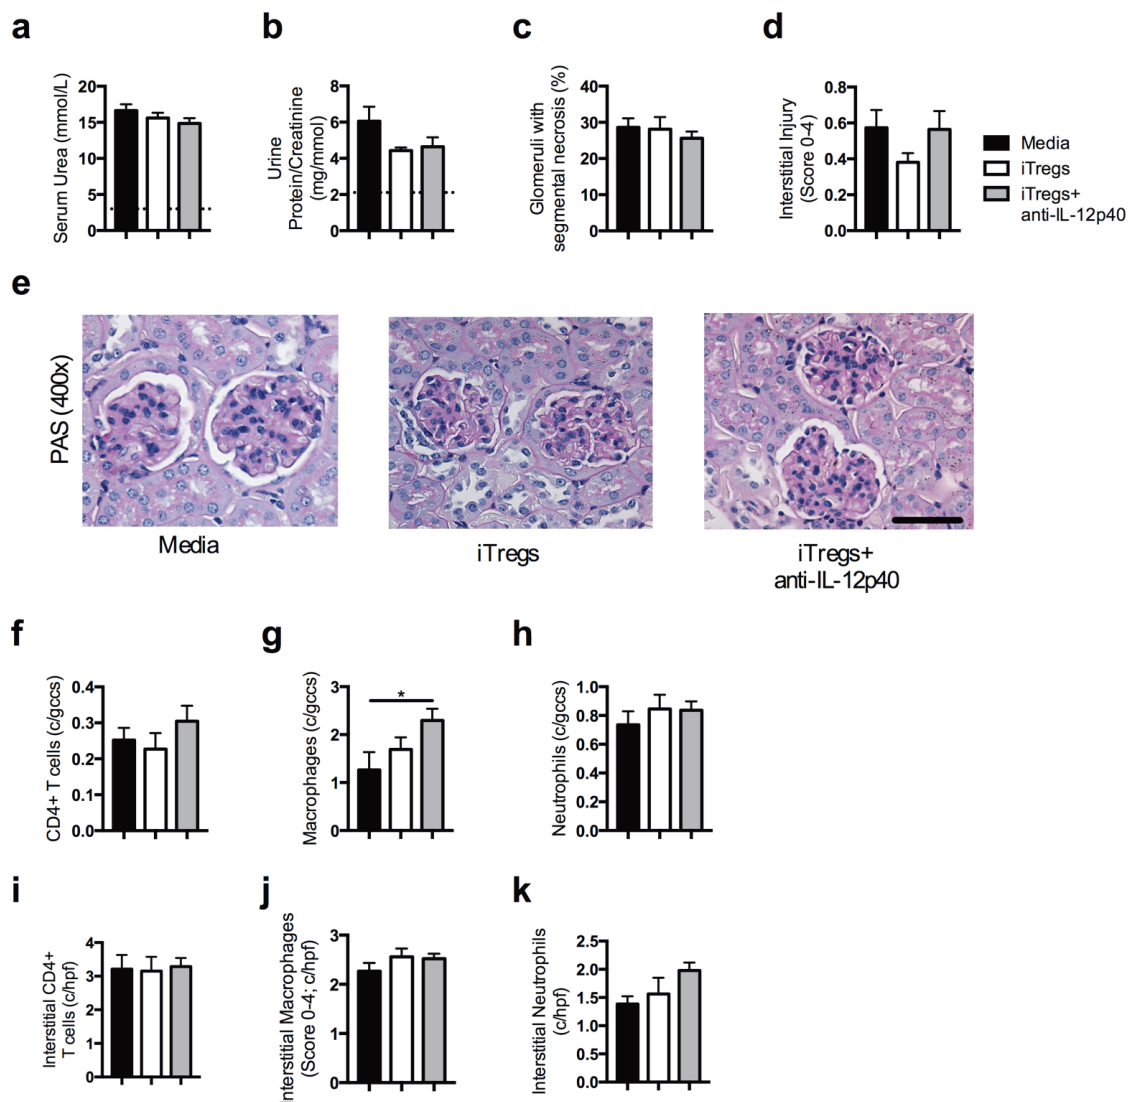 a
b
c
d
Serum Urea (mmol/L)
20
15
10
5
0
Urine
Protein/Creatinine
(mg/mmol)
8
6
4
2
0
Glomeruli with
segmental necrosis (%)
40
30
20
10
0
Interstitial Injury
(Score 0-4)
0.8
0.6
0.4
0.2
0.0
Media
iTregs
iTregs+
anti-IL-12p40
e
PAS (400x)
Media
iTregs
iTregs+
anti-IL-12p40
f
g
h
CD4+ T cells (c/gccs)
0.4
0.3
0.2
0.1
0.0
Macrophages (c/gccs)
3
2
1
0
*
Neutrophils (c/gccs)
1.0
0.8
0.6
0.4
0.2
0.0
i
j
k
Interstitial CD4+
T cells (c/hpf)
4
3
2
1
0
Interstitial Macrophages
(Score 0-4; c/hpf)
3
2
1
0
Interstitial Neutrophils
(c/hpf)
2.5
2.0
1.5
1.0
0.5
0.0